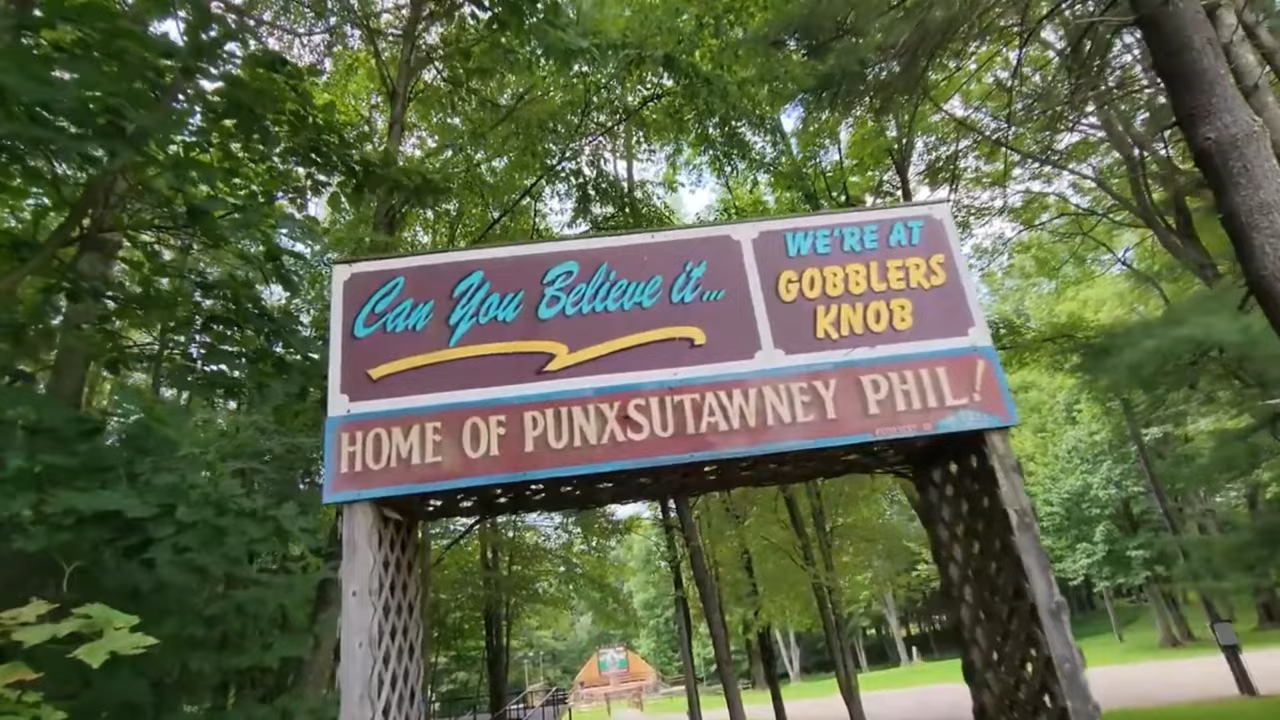 Can You Believe it...
WE'RE AT
GOBBLERS
KNOB
HOME OF PUNXSUTAWNEY PHIL!